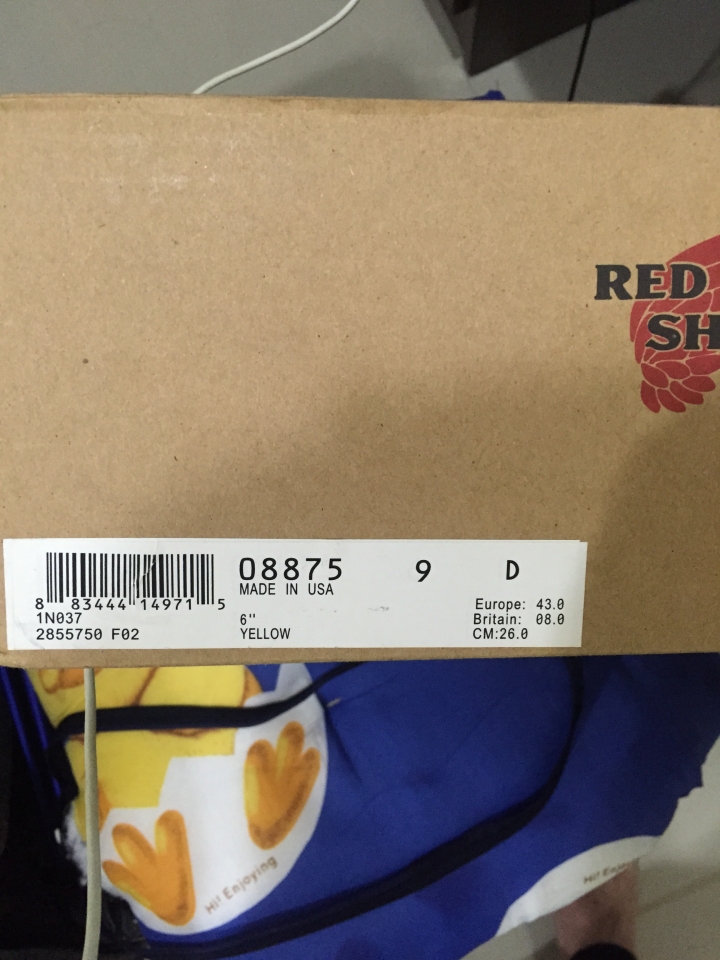 RED
SH
08875 9 D
MADE IN USA
8 83444 14971 5
1N037
2855750 F02
6"
YELLOW
Europe: 43.0
Britain: 08.0
CM:26.0
Hi! Enjoying
Hi!